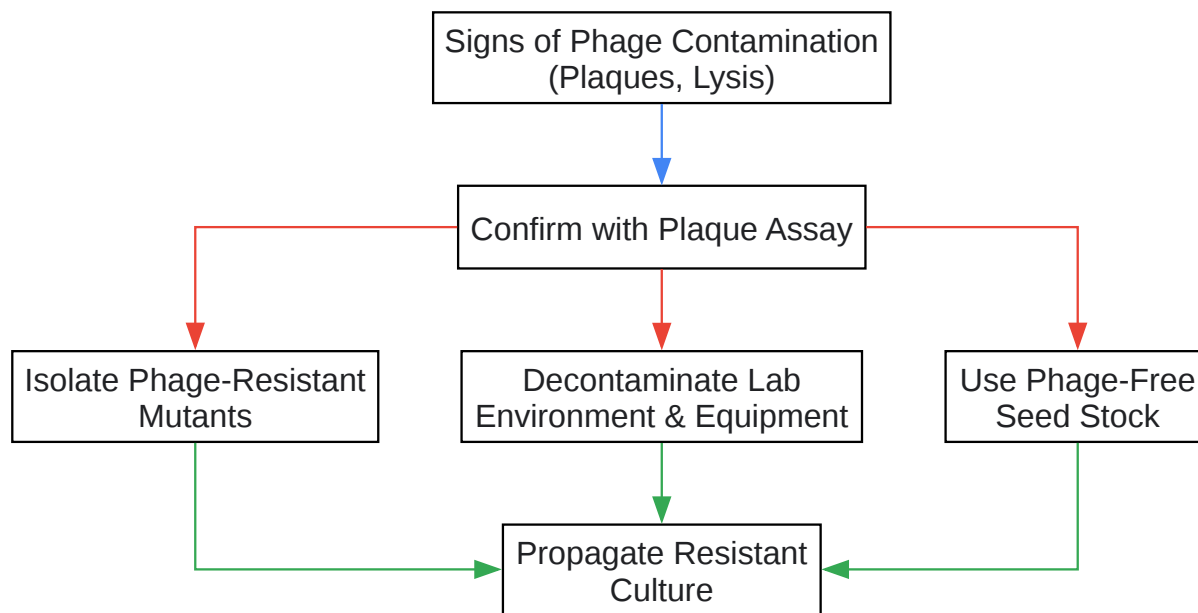 Signs of Phage Contamination
(Plaques, Lysis)
Confirm with Plaque Assay
Isolate Phage-Resistant
Mutants
Decontaminate Lab
Environment & Equipment
Use Phage-Free
Seed Stock
Propagate Resistant
Culture